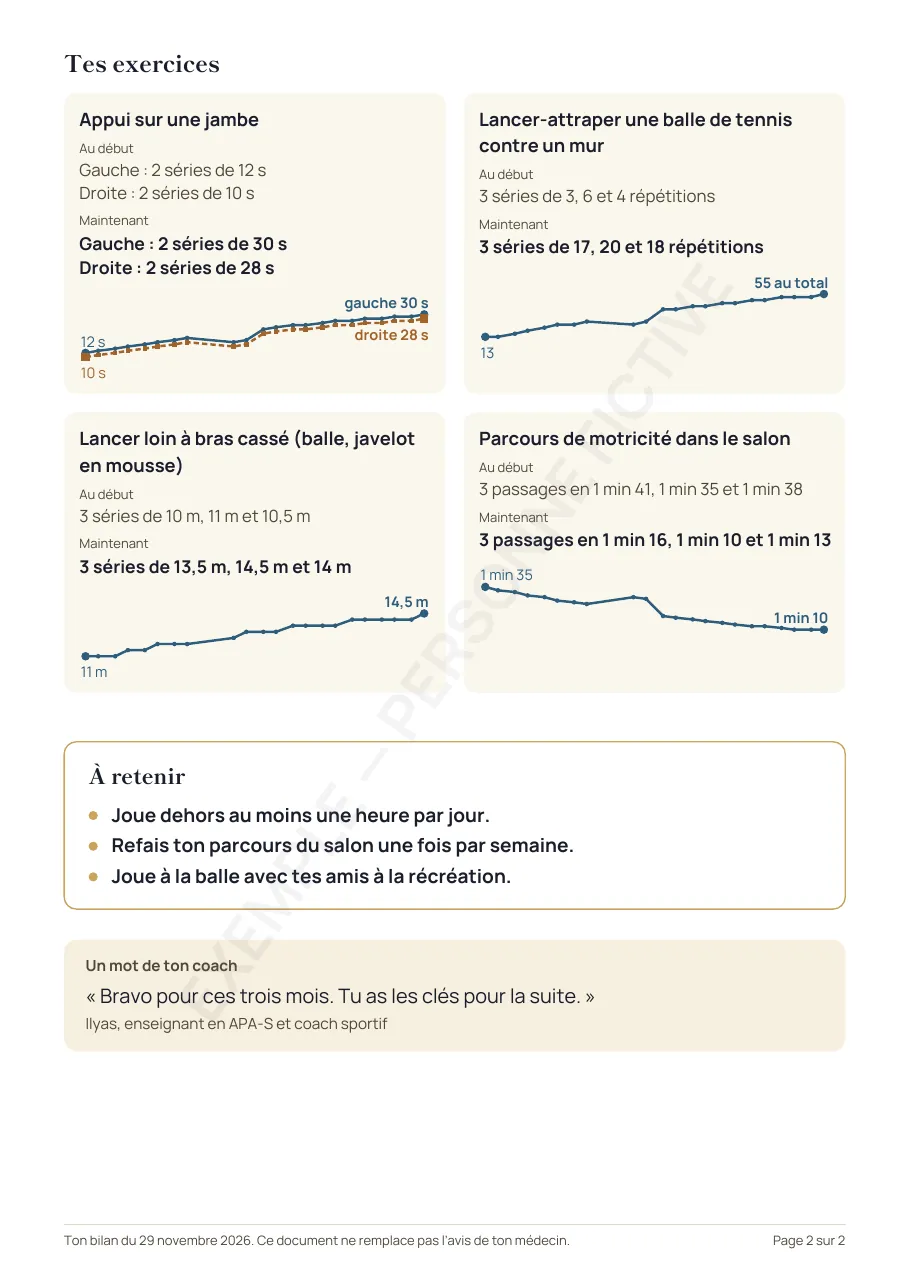 Tes exercices
Appui sur une jambe
Au début
Gauche : 2 séries de 12 s
Droite : 2 séries de 10 s
Maintenant
Gauche : 2 séries de 30 s
Droite : 2 séries de 28 s
gauche 30 s
12 s
droite 28 s
10 s
Lancer-attraper une balle de tennis
contre un mur
Au début
3 séries de 3, 6 et 4 répétitions
Maintenant
3 séries de 17, 20 et 18 répétitions
55 au total
13
Lancer loin à bras cassé (balle, javelot
en mousse)
Au début
3 séries de 10 m, 11 m et 10,5 m
Maintenant
3 séries de 13,5 m, 14,5 m et 14 m
14,5 m
11 m
Parcours de motricité dans le salon
Au début
3 passages en 1 min 41, 1 min 35 et 1 min 38
Maintenant
3 passages en 1 min 16, 1 min 10 et 1 min 13
1 min 35
1 min 10
À retenir
Joue dehors au moins une heure par jour.
Refais ton parcours du salon une fois par semaine.
Joue à la balle avec tes amis à la récréation.
Un mot de ton coach
« Bravo pour ces trois mois. Tu as les clés pour la suite. »
Ilyas, enseignant en APA-S et coach sportif
EXEMPLE — PERSONNE FICTIVE
Ton bilan du 29 novembre 2026. Ce document ne remplace pas l'avis de ton médecin.
Page 2 sur 2